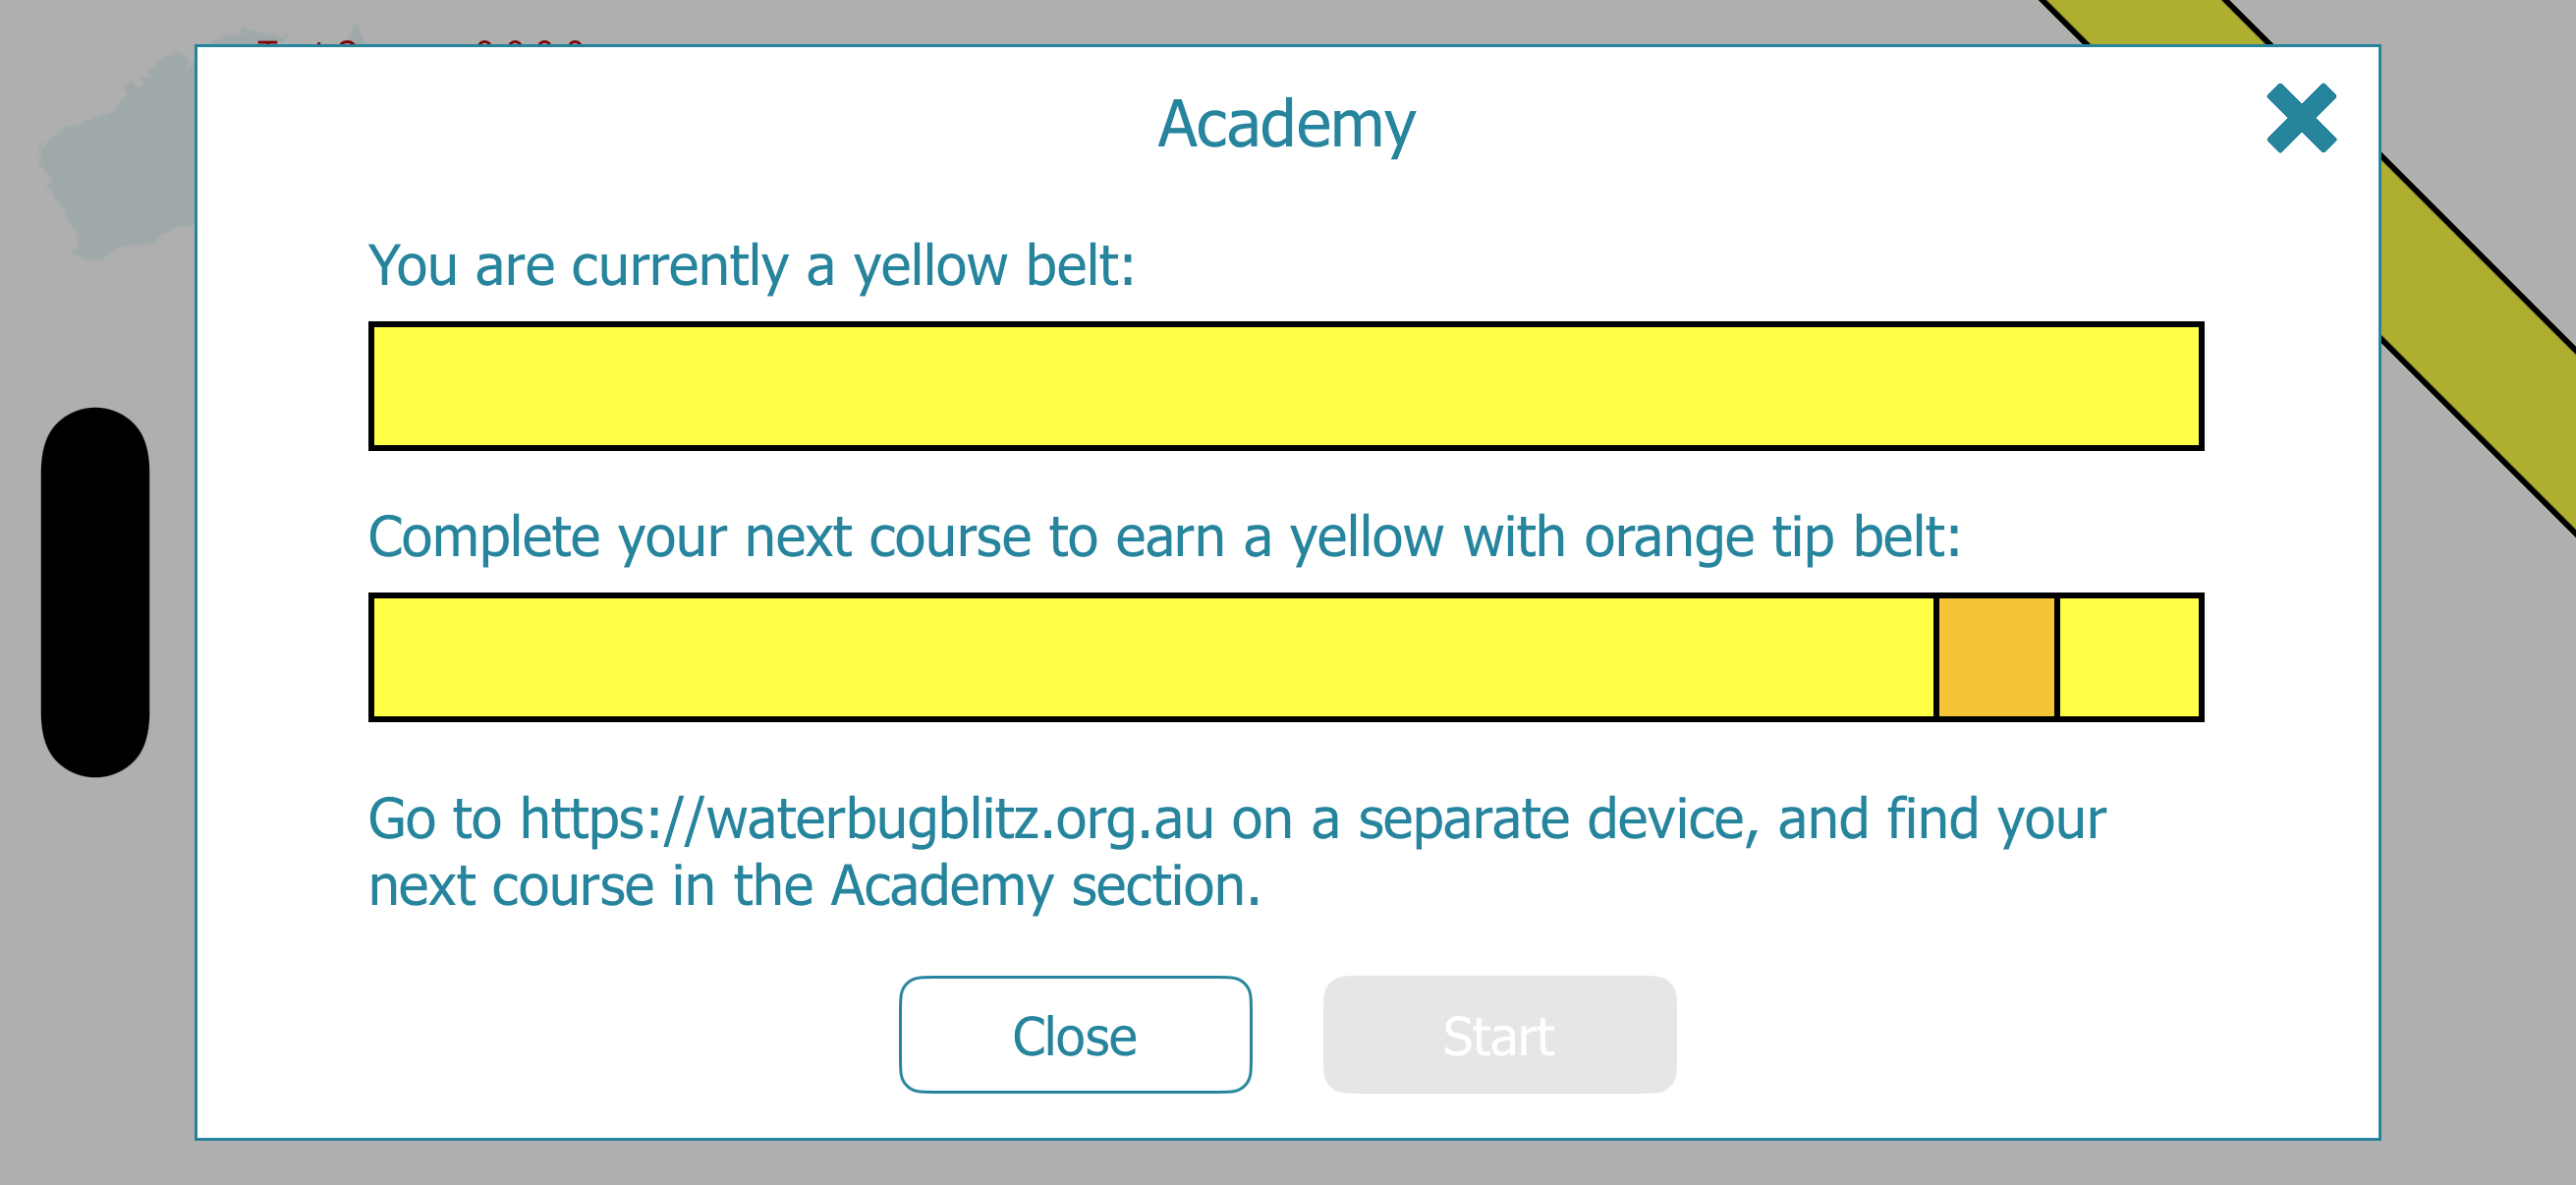 Academy
You are currently a yellow belt:
Complete your next course to earn a yellow with orange tip belt:
Go to https://waterbugblitz.org.au on a separate device, and find your
next course in the Academy section.
Close
Start